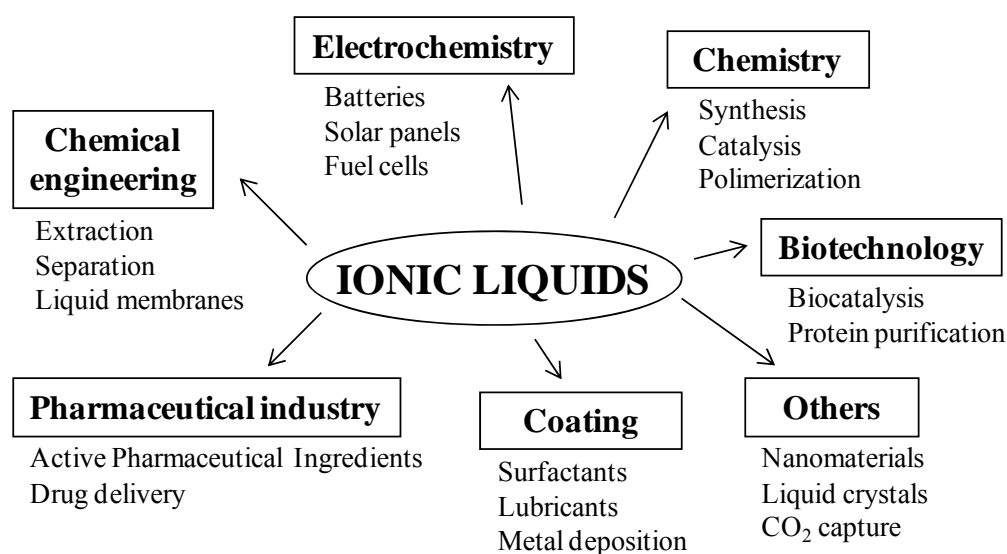 Electrochemistry
Batteries
Solar panels
Fuel cells
Chemistry
Synthesis
Catalysis
Polimerization
Chemical
engineering
Extraction
Separation
Liquid membranes
IONIC LIQUIDS
Biotechnology
Biocatalysis
Protein purification
Pharmaceutical industry
Active Pharmaceutical Ingredients
Drug delivery
Coating
Surfactants
Lubricants
Metal deposition
Others
Nanomaterials
Liquid crystals
CO₂ capture